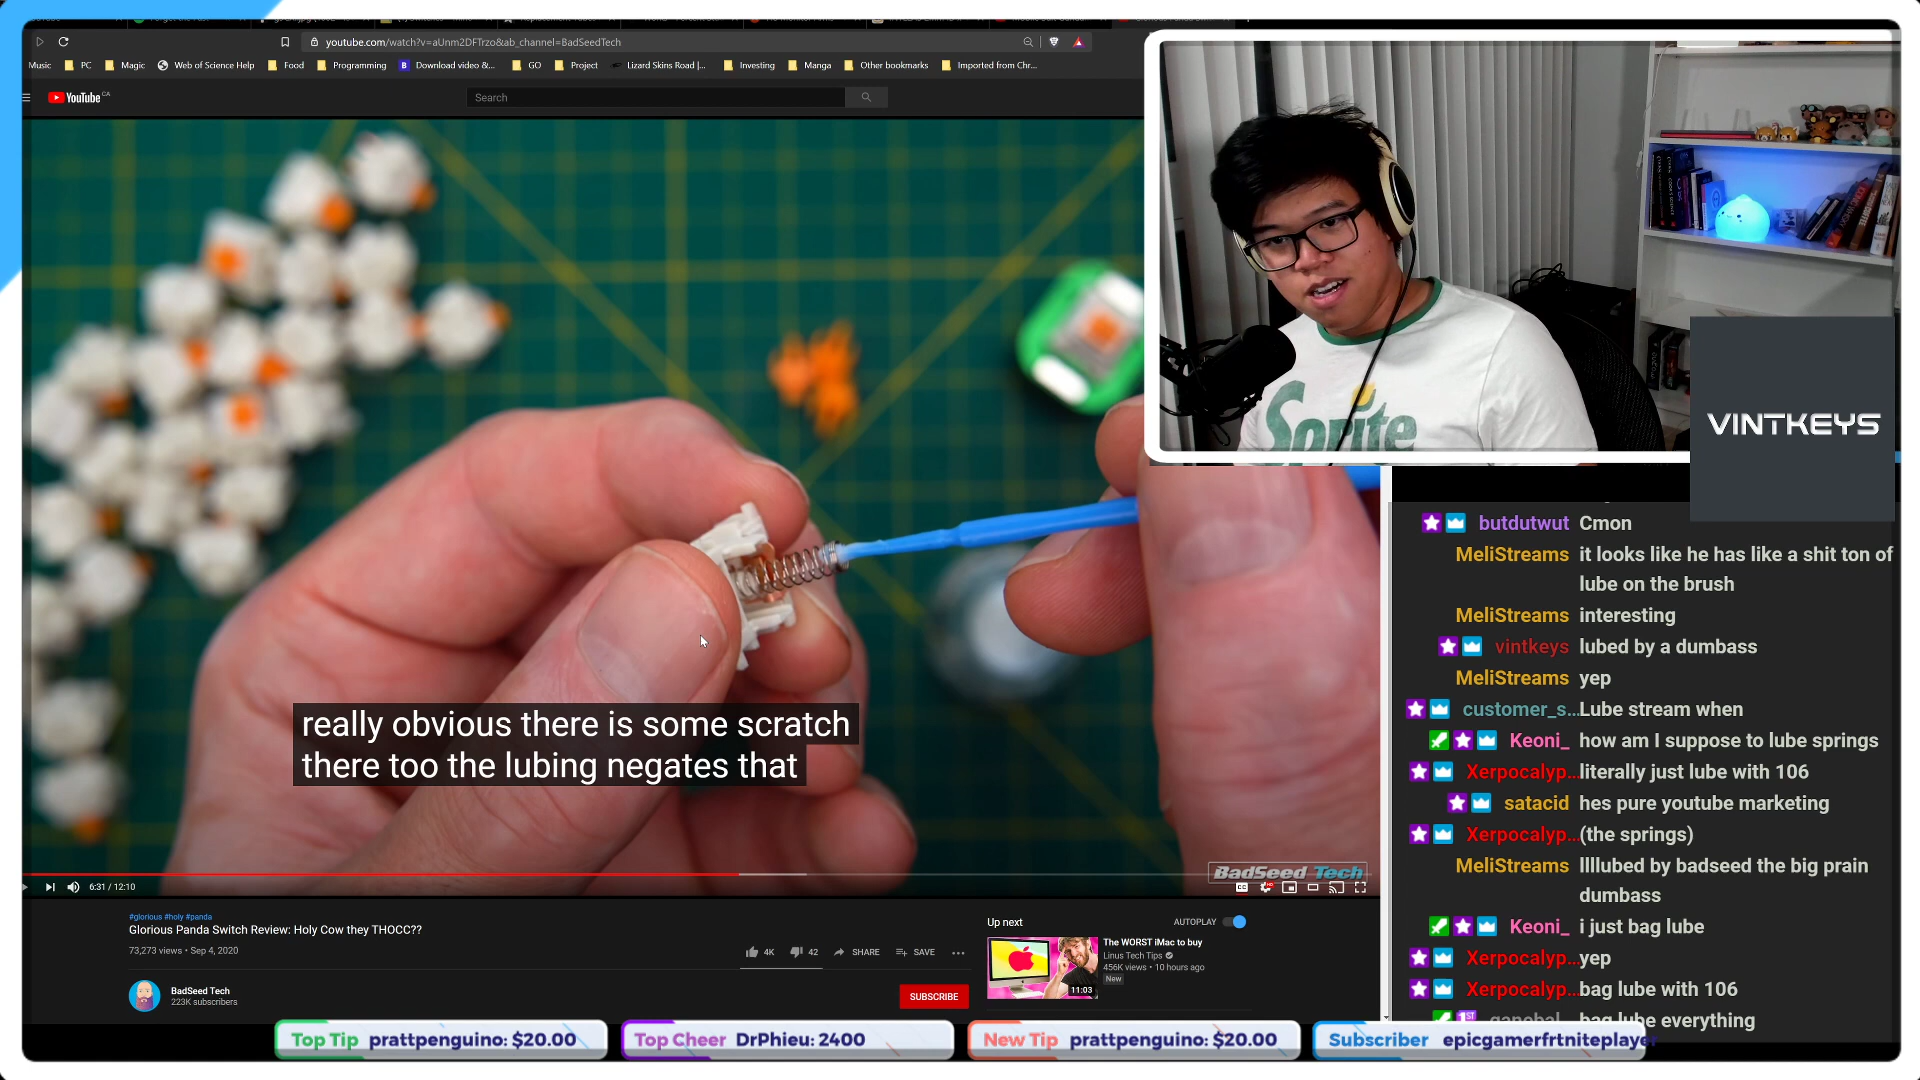 youtube.com/watch?v=aUnm2DFTrzo&ab_channel=BadSeedTech
Music PC Magic Web of Science Help Food Programming Download video &... GO Project Lizard Skins Road |... Investing Manga Other bookmarks Imported from Chr...
YouTube CA
Search
Sprite
VINTKEYS
really obvious there is some scratch
there too the lubing negates that
BadSeed Tech
6:31 / 12:10
#glorious #holy #panda
Glorious Panda Switch Review: Holy Cow they THOCC??
73,273 views • Sep 4, 2020
4K 42 SHARE SAVE
BadSeed Tech
223K subscribers
SUBSCRIBE
Up next
AUTOPLAY
The WORST iMac to buy
Linus Tech Tips
456K views • 10 hours ago
New
11:03
butdutwut Cmon
MeliStreams it looks like he has like a shit ton of
lube on the brush
MeliStreams interesting
vintkeys lubed by a dumbass
MeliStreams yep
customer_s... Lube stream when
Keoni_ how am I suppose to lube springs
Xerpocalyp... literally just lube with 106
satacid hes pure youtube marketing
Xerpocalyp... (the springs)
MeliStreams llllubed by badseed the big prain
dumbass
Keoni_ i just bag lube
Xerpocalyp... yep
Xerpocalyp... bag lube with 106
bag lube everything
Top Tip prattpenguino: $20.00
Top Cheer DrPhieu: 2400
New Tip prattpenguino: $20.00
Subscriber epicgamerfrtniteplayer